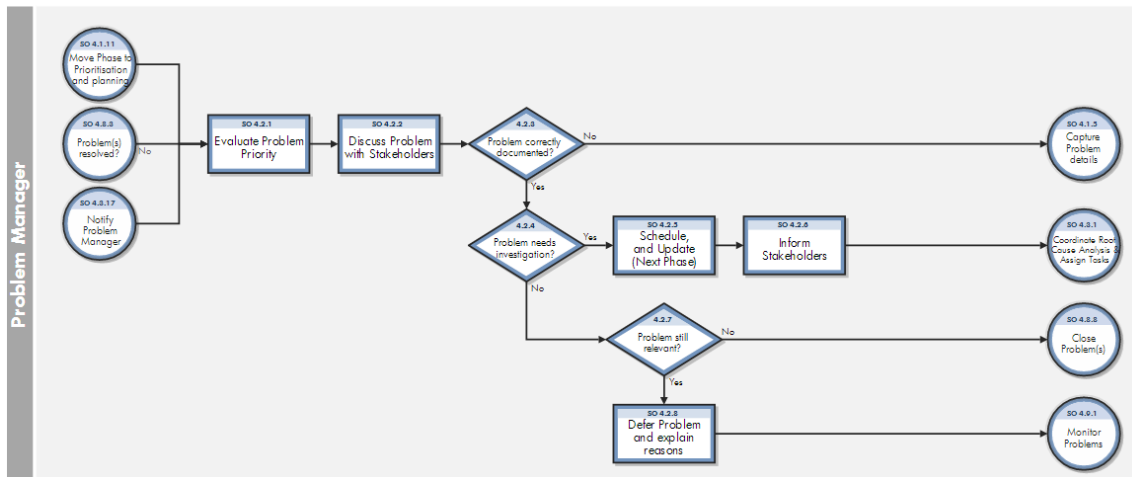 Problem Manager
SO 4.1.11
Move Phase to
Prioritisation
and planning
SO 4.8.8
Problem(s)
resolved?
No
SO 4.3.17
Notify
Problem
Manager
SO 4.2.1
Evaluate Problem
Priority
SO 4.2.2
Discuss Problem
with Stakeholders
4.2.3
Problem correctly
documented?
No
Yes
SO 4.1.5
Capture
Problem
details
4.2.4
Problem needs
investigation?
Yes
No
SO 4.2.5
Schedule,
and Update
(Next Phase)
SO 4.2.6
Inform
Stakeholders
SO 4.3.1
Coordinate Root
Cause Analysis &
Assign Tasks
4.2.7
Problem still
relevant?
No
Yes
SO 4.8.8
Close
Problem(s)
SO 4.2.8
Defer Problem
and explain
reasons
SO 4.9.1
Monitor
Problems